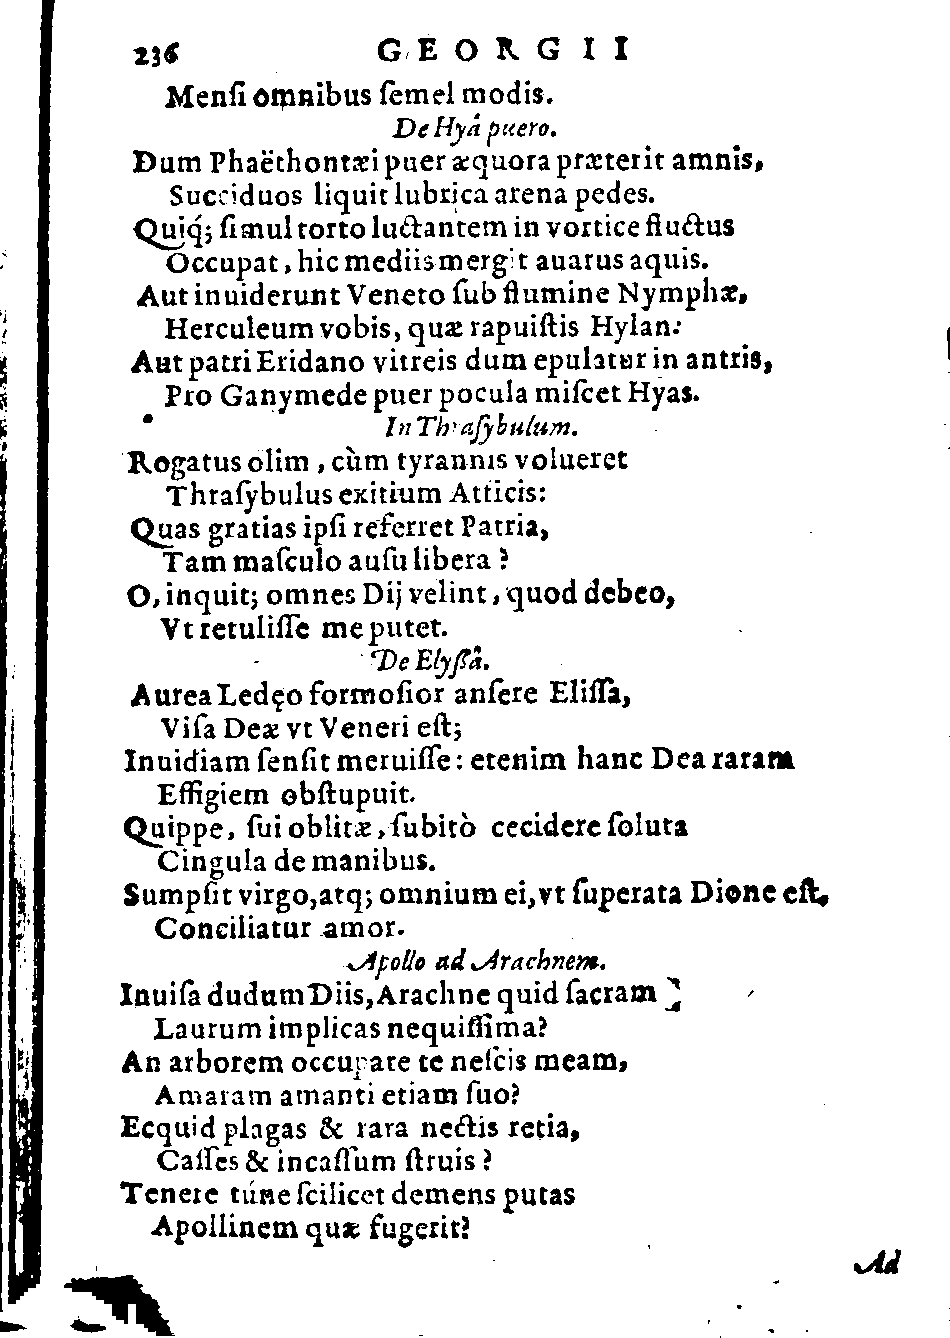 236 GEORGII
Menſi omnibus ſemel modis.
De Hyâ puero.
Dum Phaëthontæi puer æquora præterit amnis,
Succiduos liquit lubrica arena pedes.
Quiq́; ſimul torto luctantem in vortice fluctus
Occupat, hic mediis mergit auarus aquis.
Aut inuiderunt Veneto ſub flumine Nymphæ,
Herculeum vobis, quæ rapuiſtis Hylan:
Aut patri Eridano vitreis dum epulatur in antris,
Pro Ganymede puer pocula miſcet Hyas.
In Thraſybulum.
Rogatus olim, cùm tyrannis volueret
Thraſybulus exitium Atticis:
Quas gratias ipſi referret Patria,
Tam maſculo auſu libera?
O, inquit; omnes Dij velint, quod debeo,
Vt retuliſſe me putet.
De Elyſsâ.
Aurea Ledęo formoſior anſere Eliſſa,
Viſa Deæ vt Veneri eſt;
Inuidiam ſenſit meruiſſe: etenim hanc Dea raram
Effigiem obſtupuit.
Quippe, ſui oblitæ, ſubitò cecidere ſoluta
Cingula de manibus.
Sumpſit virgo, atq; omnium ei, vt ſuperata Dione eſt,
Conciliatur amor.
Apollo ad Arachnem.
Inuiſa dudum Diis, Arachne quid ſacram
Laurum implicas nequiſſima?
An arborem occupare te neſcis meam,
Amaram amanti etiam ſuo?
Ecquid plagas & rara nectis retia,
Caſſes & incaſſum ſtruis?
Tenere túne ſcilicet demens putas
Apollinem quæ fugerit?
Ad